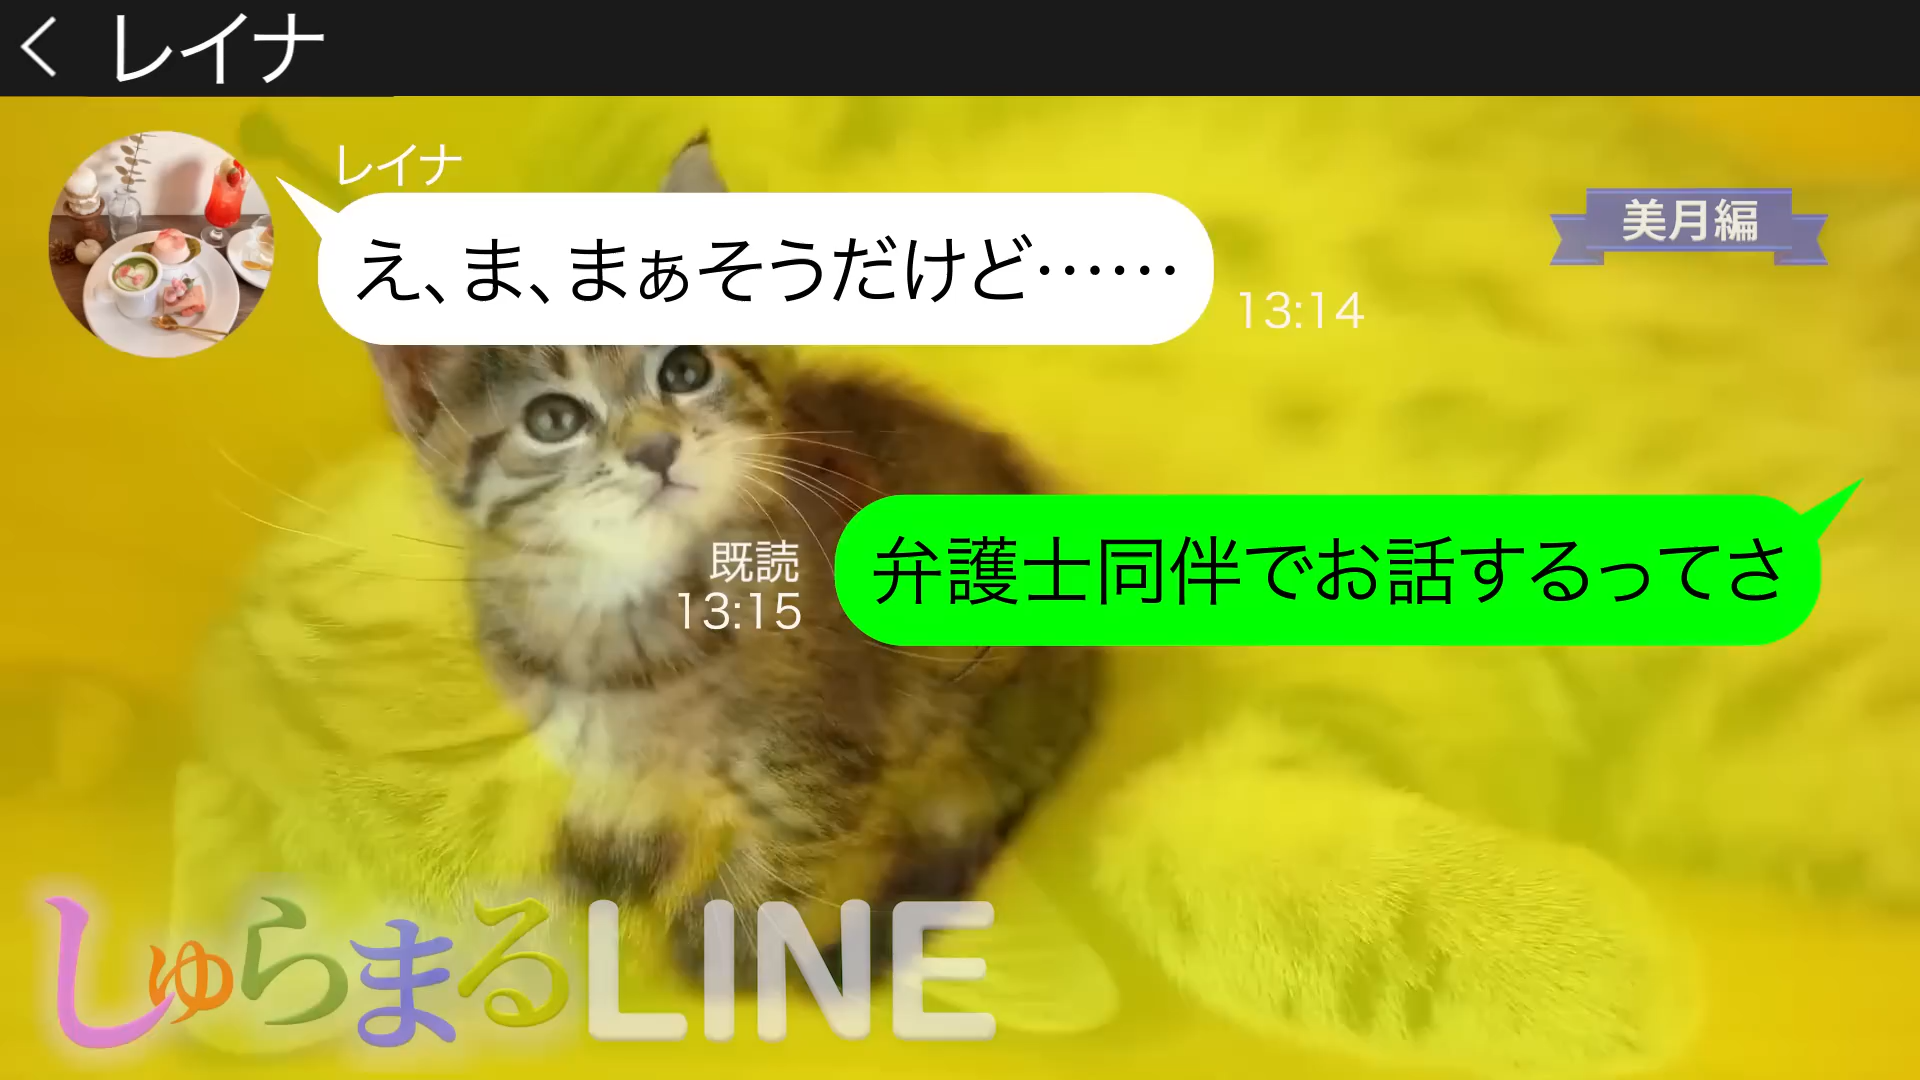 レイナ
レイナ
え、ま、まぁそうだけど……
13:14
美月編
弁護士同伴でお話するってさ
既読
13:15
しゅらまるLINE